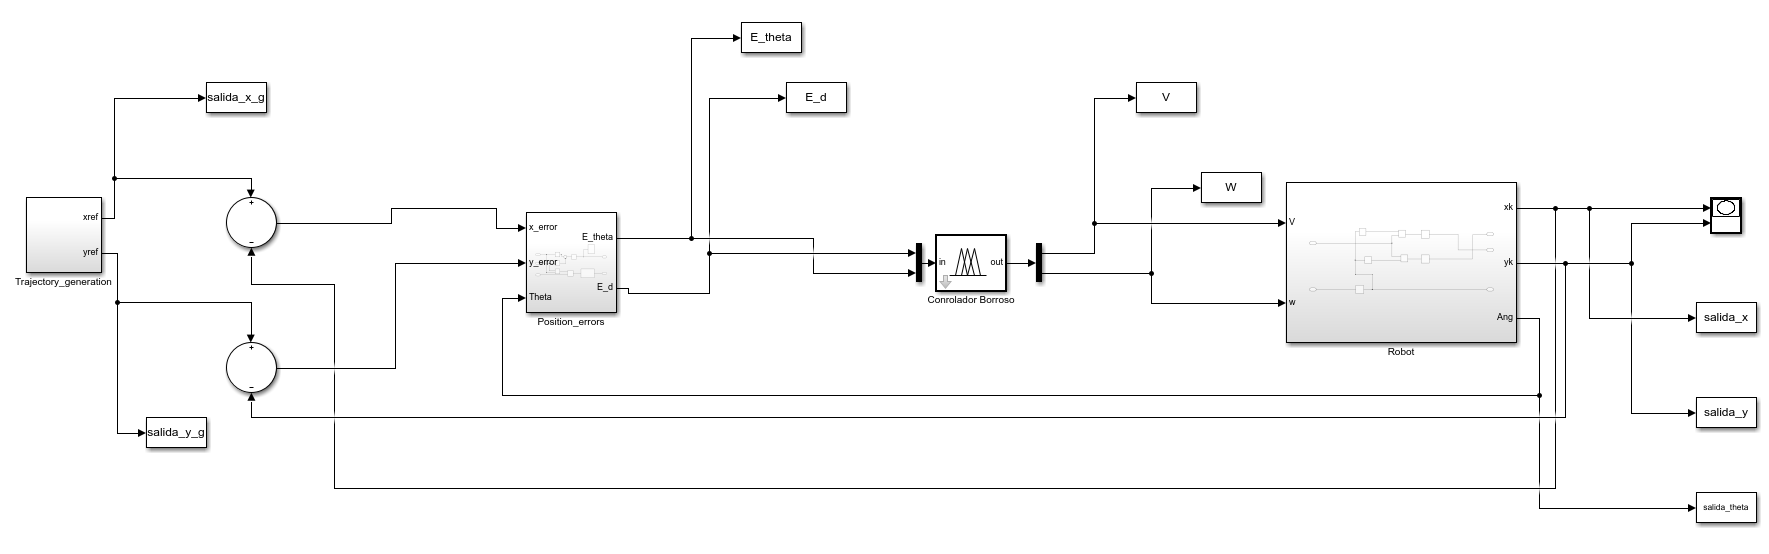 E_theta
salida_x_g
E_d
V
W
xref
yref
Trajectory_generation
+
−
x_error
y_error
Theta
E_theta
E_d
Position_errors
in
out
Conrolador Borroso
V
w
xk
yk
Ang
Robot
+
−
salida_x
salida_y
salida_y_g
salida_theta